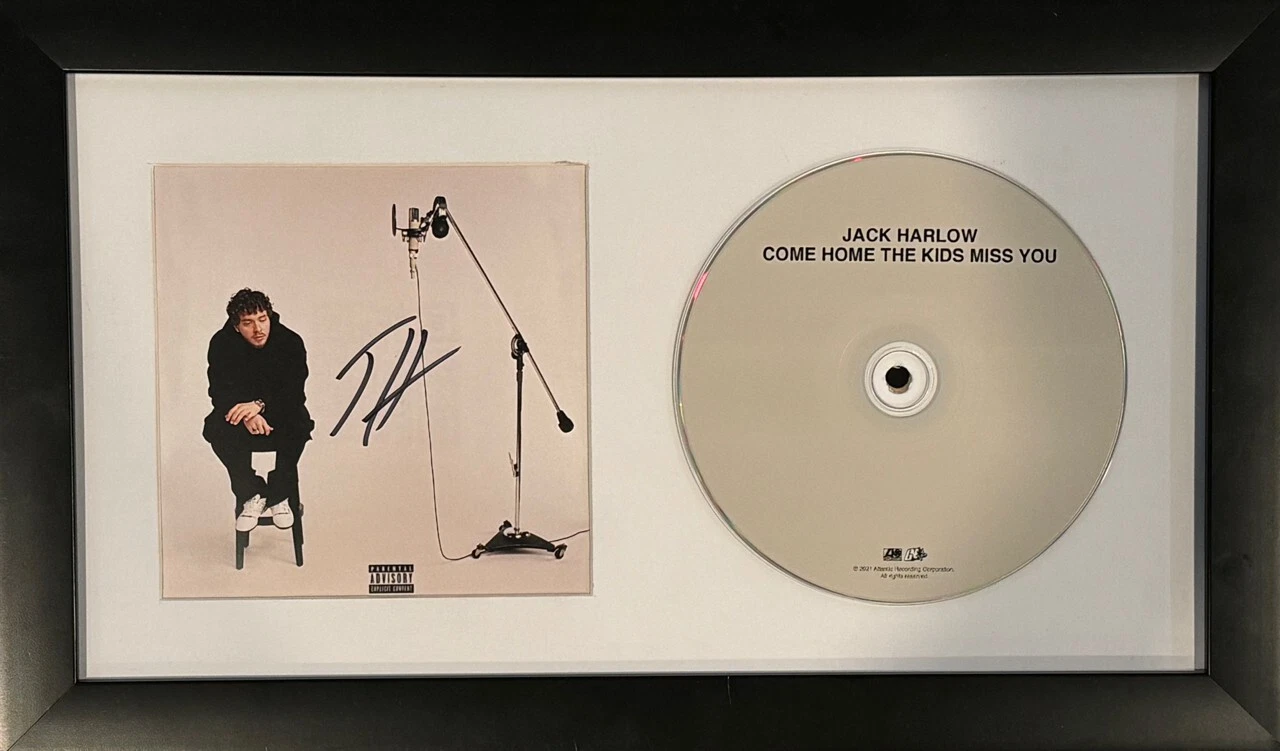 JH
PARENTAL
ADVISORY
EXPLICIT CONTENT
JACK HARLOW
COME HOME THE KIDS MISS YOU
© 2021 Atlantic Recording Corporation.
All rights reserved.